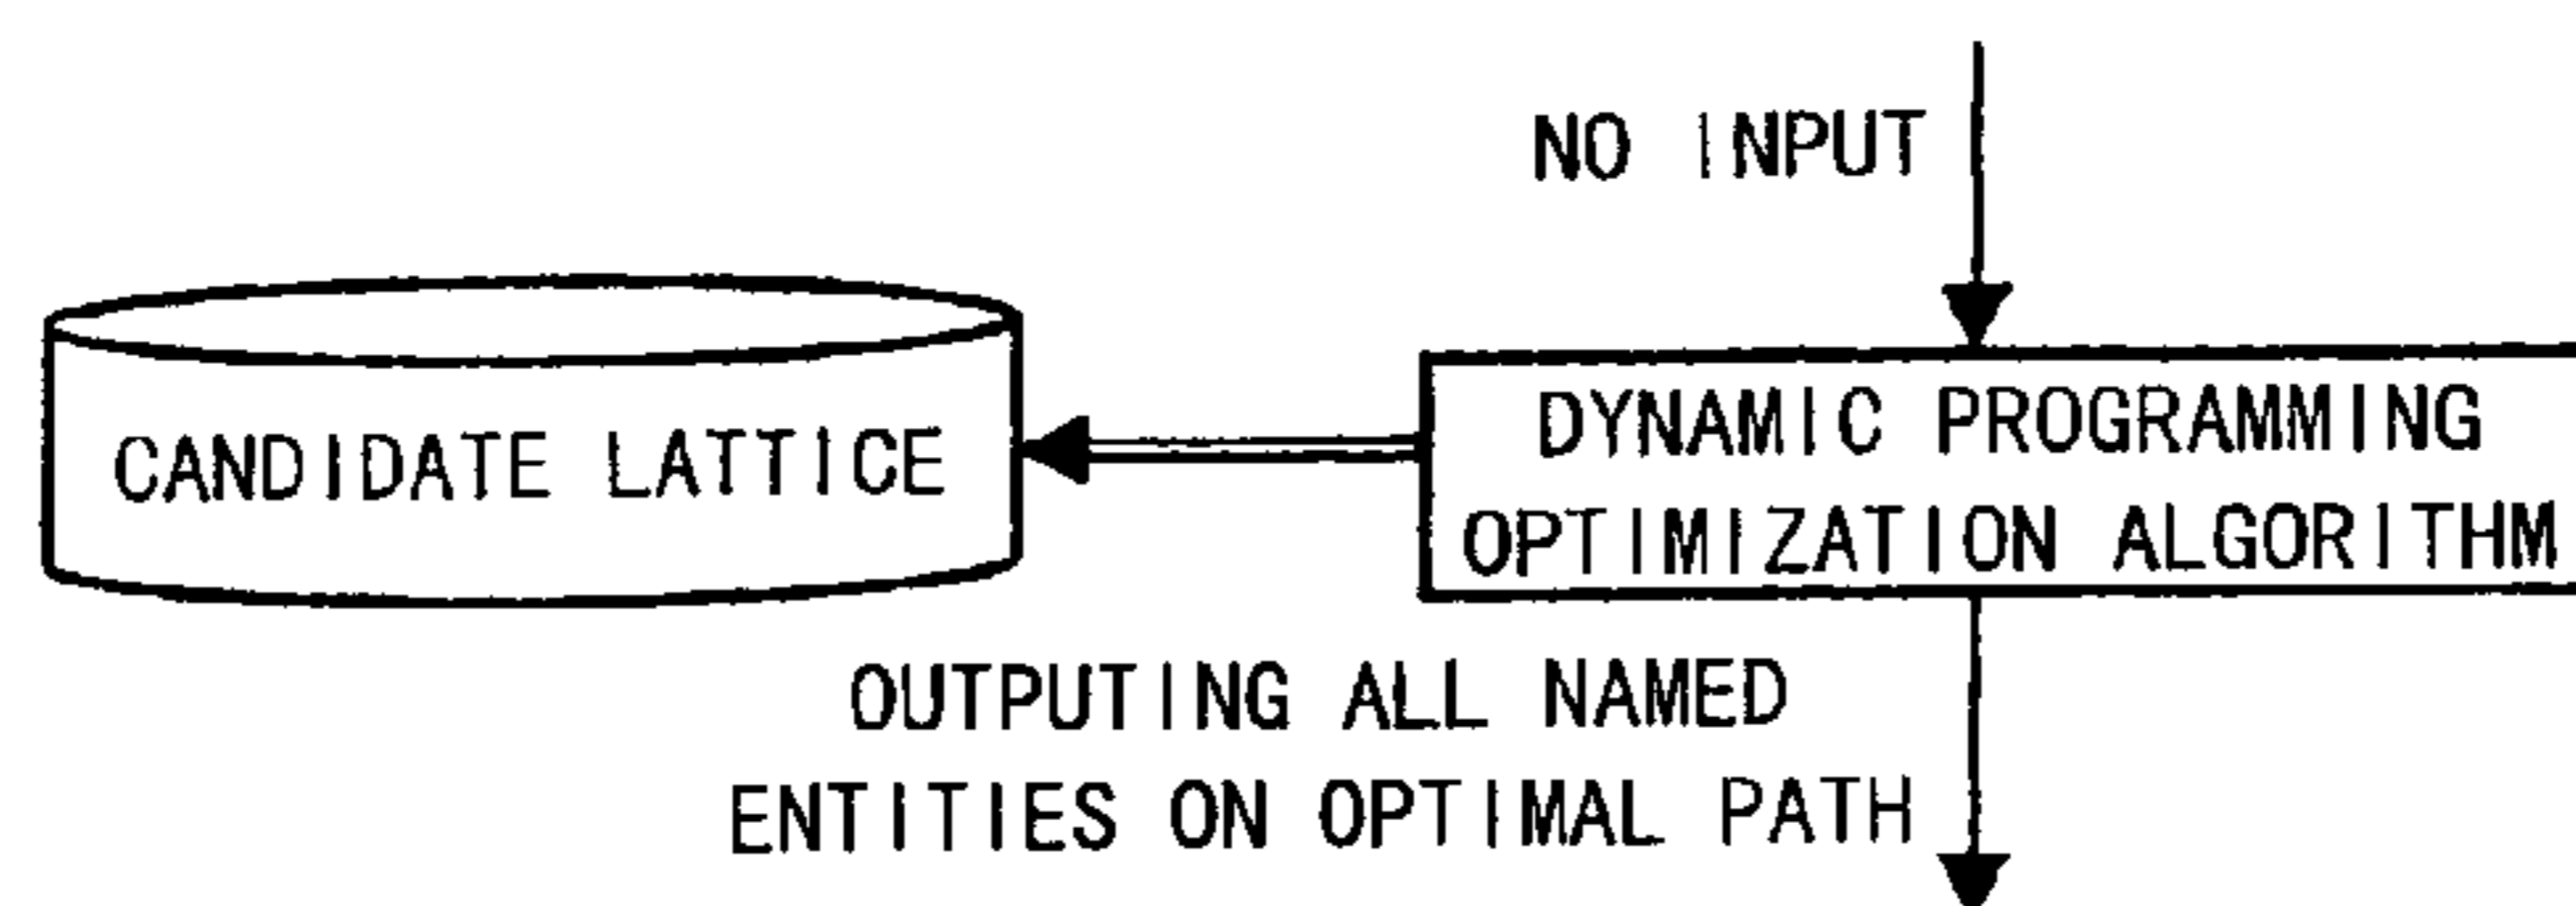 NO INPUT
CANDIDATE LATTICE
DYNAMIC PROGRAMMING
OPTIMIZATION ALGORITHM
OUTPUTING ALL NAMED
ENTITIES ON OPTIMAL PATH